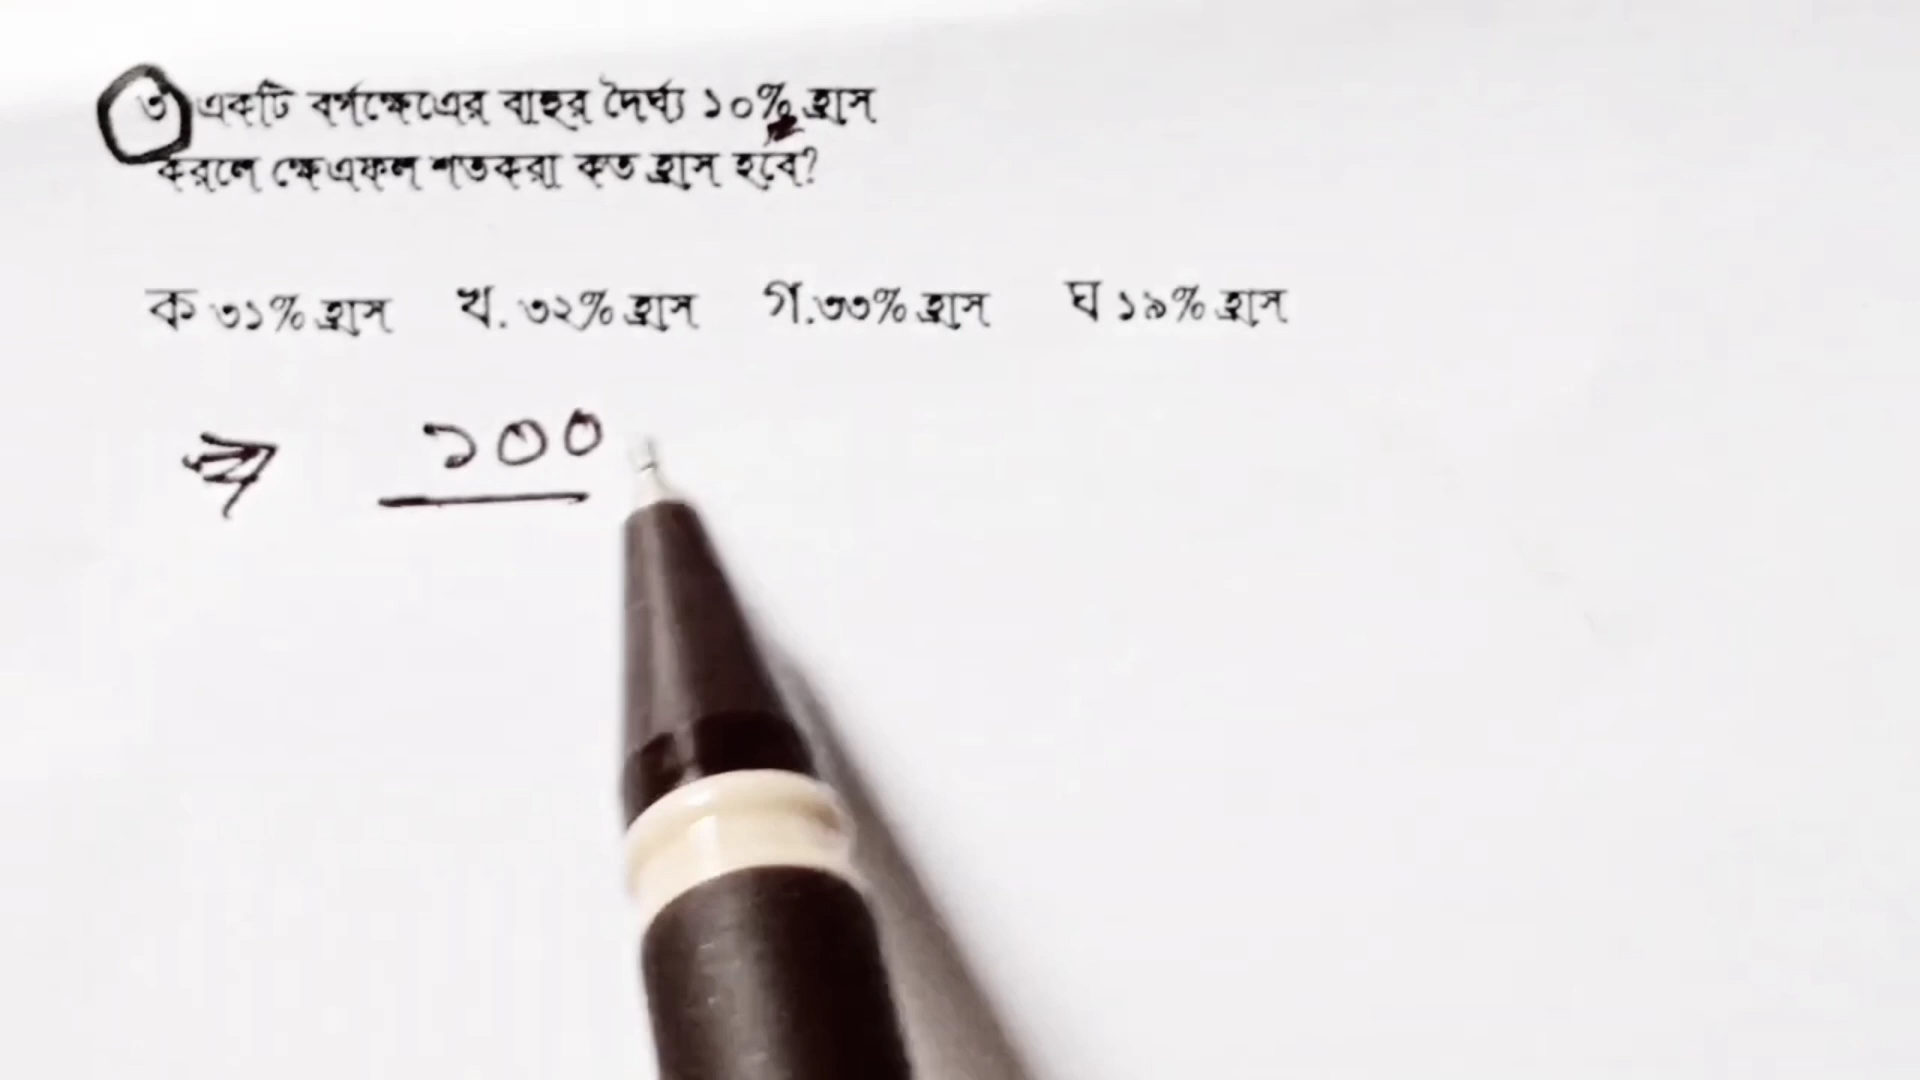 ৩ একটি বর্গক্ষেত্রের বাহুর দৈর্ঘ্য ১০% হ্রাস
করলে ক্ষেত্রফল শতকরা কত হ্রাস হবে?
ক ৩১% হ্রাস খ. ৩২% হ্রাস গ. ৩৩% হ্রাস ঘ ১৯% হ্রাস
১০০